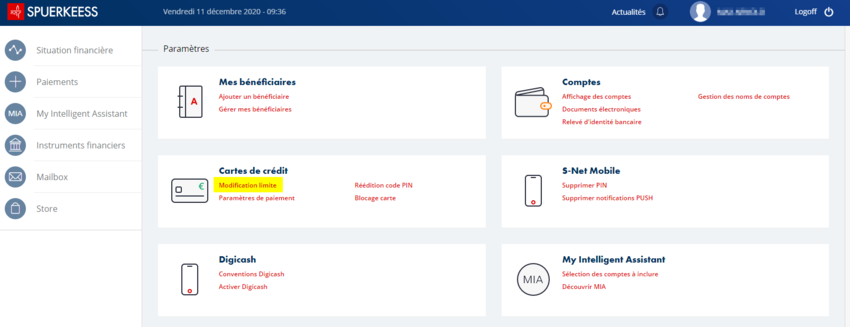 SPUERKEESS
Vendredi 11 décembre 2020 - 09:36
Actualités
Logoff
Situation financière
Paiements
MIA
My Intelligent Assistant
Instruments financiers
Mailbox
Store
Paramètres
A
Mes bénéficiaires
Ajouter un bénéficiaire
Gérer mes bénéficiaires
Comptes
Affichage des comptes
Gestion des noms de comptes
Documents électroniques
Relevé d'identité bancaire
€
Cartes de crédit
Modification limite
Réédition code PIN
Paramètres de paiement
Blocage carte
S-Net Mobile
Supprimer PIN
Supprimer notifications PUSH
Digicash
Conventions Digicash
Activer Digicash
MIA
My Intelligent Assistant
Sélection des comptes à inclure
Découvrir MIA